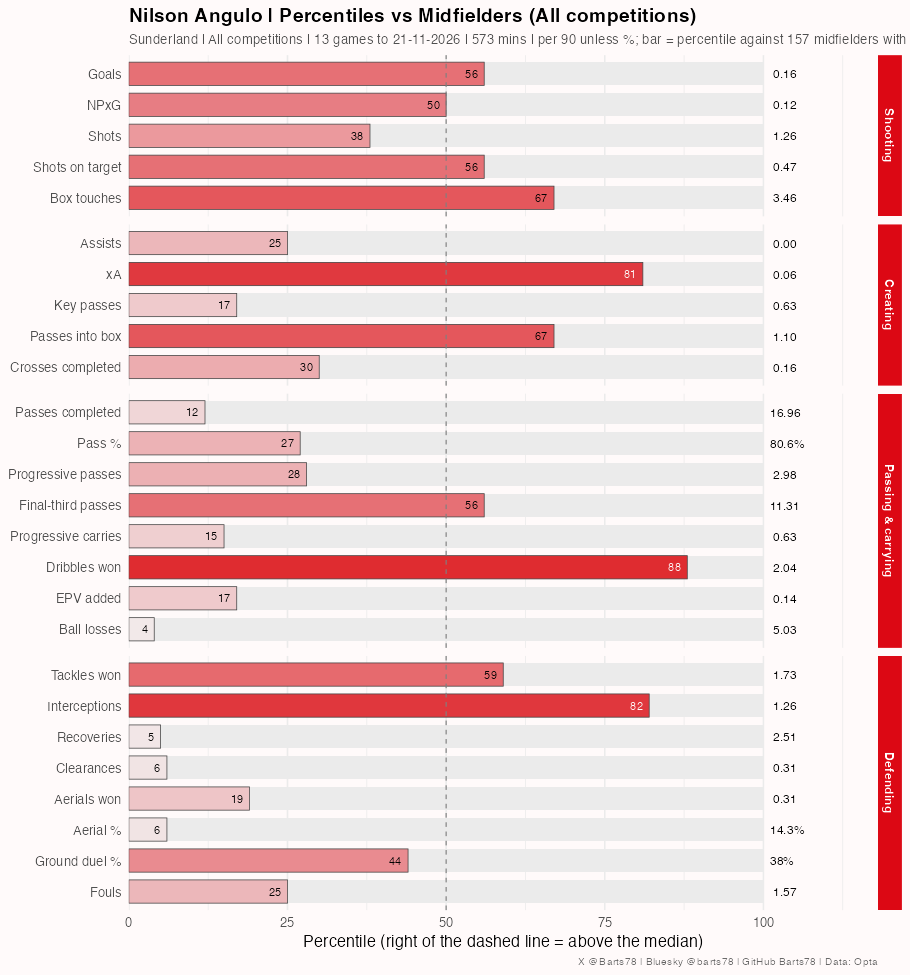 Nilson Angulo | Percentiles vs Midfielders (All competitions)
Sunderland | All competitions | 13 games to 21-11-2026 | 573 mins | per 90 unless %; bar = percentile against 157 midfielders with
Goals 56 0.16
NPxG 50 0.12
Shots 38 1.26
Shots on target 56 0.47
Box touches 67 3.46
Shooting
Assists 25 0.00
xA 81 0.06
Key passes 17 0.63
Passes into box 67 1.10
Crosses completed 30 0.16
Creating
Passes completed 12 16.96
Pass % 27 80.6%
Progressive passes 28 2.98
Final-third passes 56 11.31
Progressive carries 15 0.63
Dribbles won 88 2.04
EPV added 17 0.14
Ball losses 4 5.03
Passing & carrying
Tackles won 59 1.73
Interceptions 82 1.26
Recoveries 5 2.51
Clearances 6 0.31
Aerials won 19 0.31
Aerial % 6 14.3%
Ground duel % 44 38%
Fouls 25 1.57
Defending
0 25 50 75 100
Percentile (right of the dashed line = above the median)
X @Barts78 | Bluesky @barts78 | GitHub Barts78 | Data: Opta